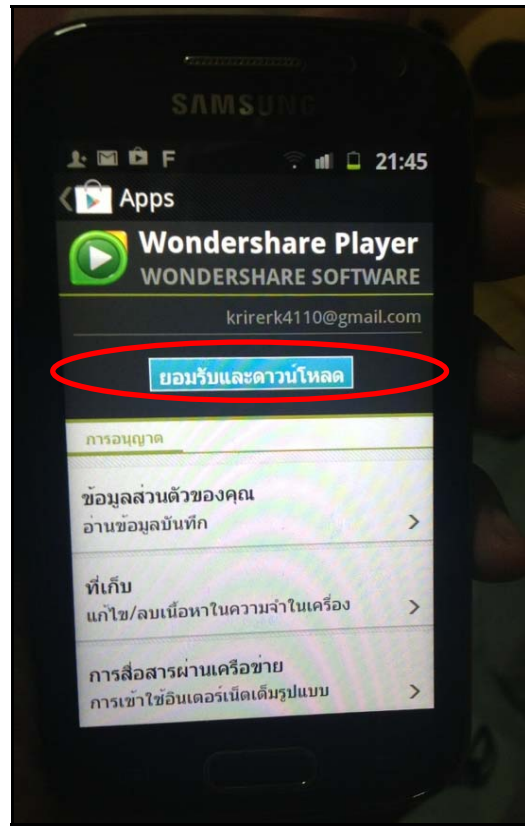 SAMSUNG
F 21:45
Apps
Wondershare Player
WONDERSHARE SOFTWARE
krirerk4110@gmail.com
ยอมรับและดาวน์โหลด
การอนุญาต
ข้อมูลส่วนตัวของคุณ
อ่านข้อมูลบันทึก
ที่เก็บ
แก้ไข/ลบเนื้อหาในความจำในเครื่อง
การสื่อสารผ่านเครือข่าย
การเข้าใช้อินเตอร์เน็ตเต็มรูปแบบ